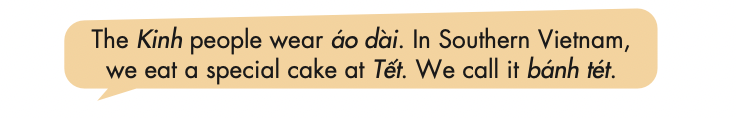 The Kinh people wear áo dài. In Southern Vietnam,
we eat a special cake at Tết. We call it bánh tét.